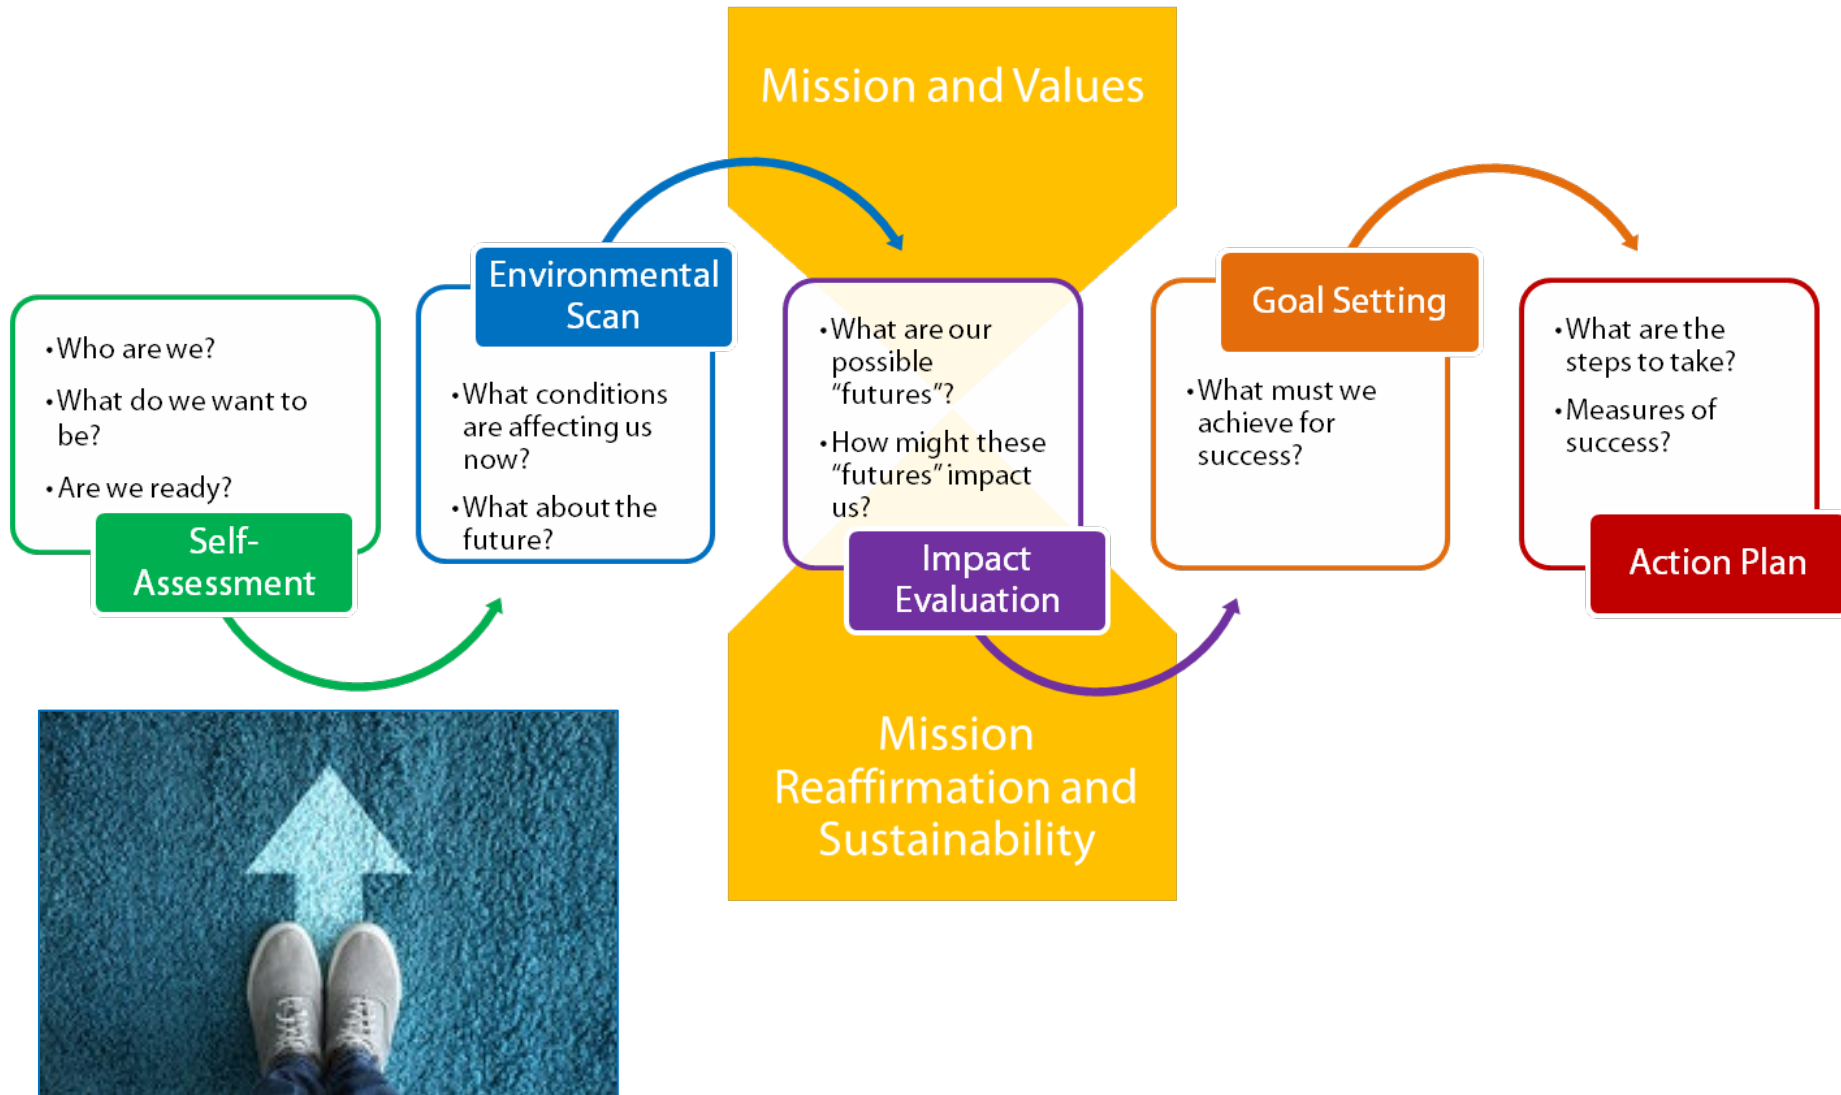 Mission and Values
•Who are we?
•What do we want to
be?
•Are we ready?
Self-
Assessment
Environmental
Scan
•What conditions
are affecting us
now?
•What about the
future?
•What are our
possible
“futures”?
•How might these
“futures” impact
us?
Impact
Evaluation
Goal Setting
•What must we
achieve for
success?
•What are the
steps to take?
•Measures of
success?
Action Plan
Mission
Reaffirmation and
Sustainability